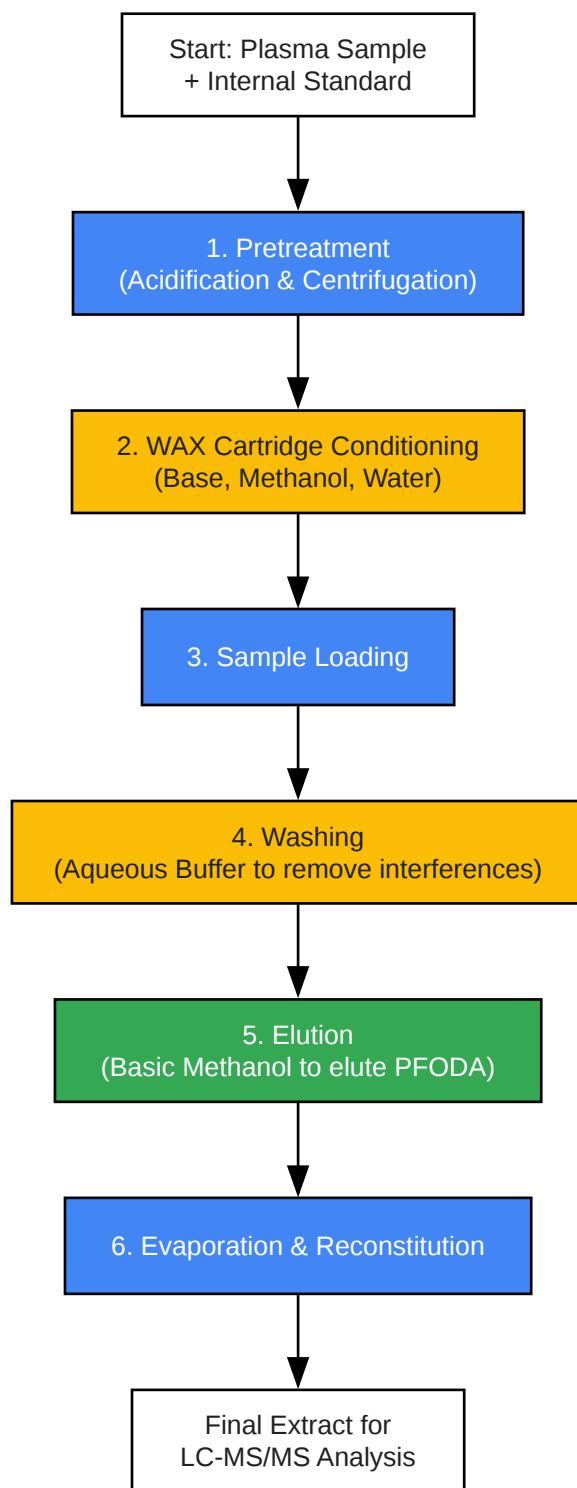 Start: Plasma Sample
+ Internal Standard
1. Pretreatment
(Acidification & Centrifugation)
2. WAX Cartridge Conditioning
(Base, Methanol, Water)
3. Sample Loading
4. Washing
(Aqueous Buffer to remove interferences)
5. Elution
(Basic Methanol to elute PFODA)
6. Evaporation & Reconstitution
Final Extract for
LC-MS/MS Analysis